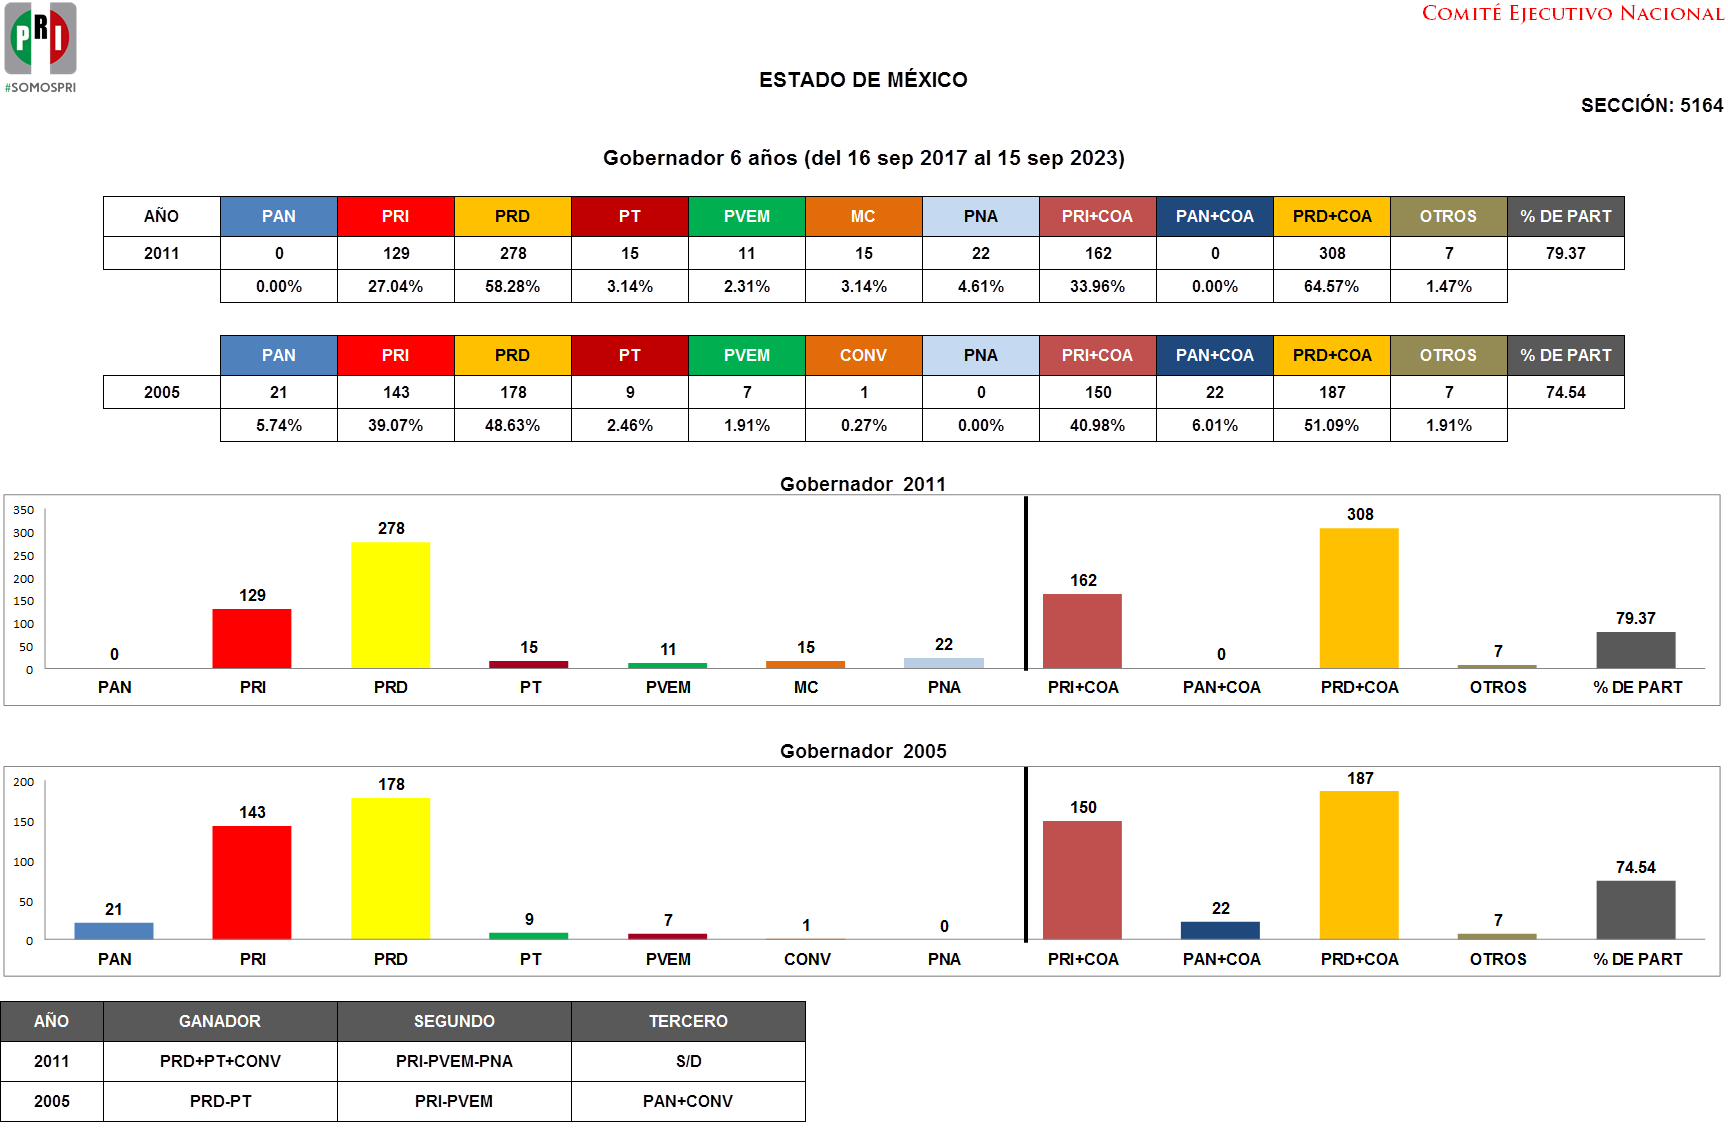 PRI
#SOMOSPRI
COMITÉ EJECUTIVO NACIONAL
ESTADO DE MÉXICO
SECCIÓN: 5164
Gobernador 6 años (del 16 sep 2017 al 15 sep 2023)
AÑO PAN PRI PRD PT PVEM MC PNA PRI+COA PAN+COA PRD+COA OTROS % DE PART
2011 0 129 278 15 11 15 22 162 0 308 7 79.37
0.00% 27.04% 58.28% 3.14% 2.31% 3.14% 4.61% 33.96% 0.00% 64.57% 1.47%
PAN PRI PRD PT PVEM CONV PNA PRI+COA PAN+COA PRD+COA OTROS % DE PART
2005 21 143 178 9 7 1 0 150 22 187 7 74.54
5.74% 39.07% 48.63% 2.46% 1.91% 0.27% 0.00% 40.98% 6.01% 51.09% 1.91%
Gobernador 2011
350
300
250
200
150
100
50
0
0 129 278 15 11 15 22 162 0 308 7 79.37
PAN PRI PRD PT PVEM MC PNA PRI+COA PAN+COA PRD+COA OTROS % DE PART
Gobernador 2005
200
150
100
50
0
21 143 178 9 7 1 0 150 22 187 7 74.54
PAN PRI PRD PT PVEM CONV PNA PRI+COA PAN+COA PRD+COA OTROS % DE PART
AÑO GANADOR SEGUNDO TERCERO
2011 PRD+PT+CONV PRI-PVEM-PNA S/D
2005 PRD-PT PRI-PVEM PAN+CONV